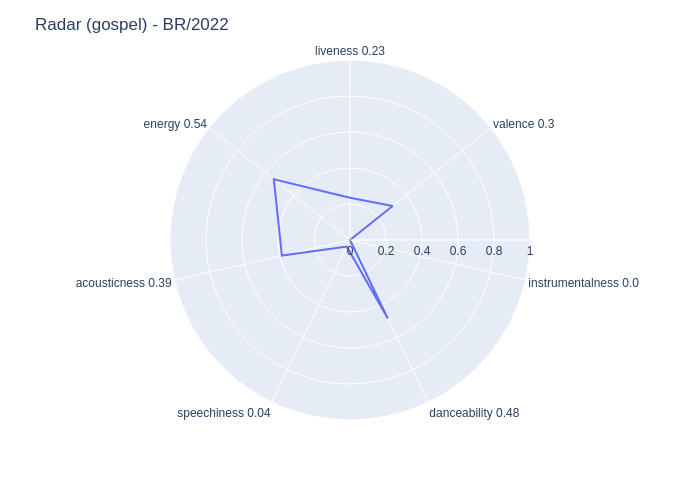 Radar (gospel) - BR/2022
liveness 0.23
energy 0.54
valence 0.3
0 0.2 0.4 0.6 0.8 1
acousticness 0.39
instrumentalness 0.0
speechiness 0.04
danceability 0.48